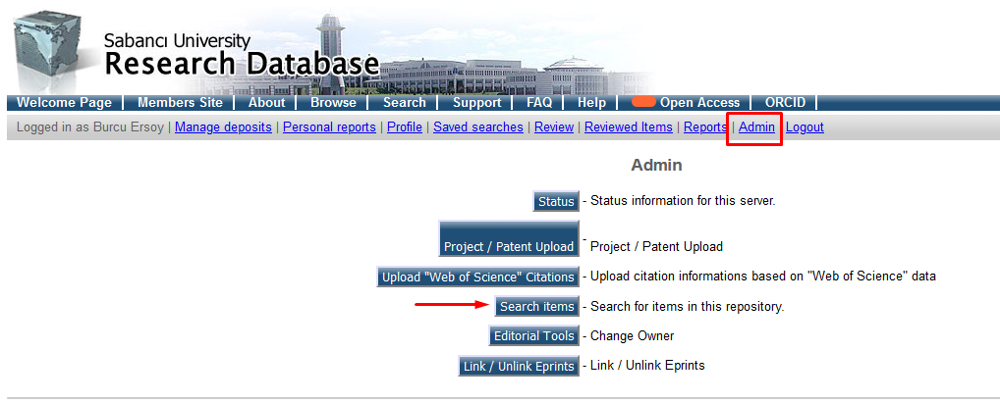 Sabancı University
Research Database
Welcome Page | Members Site | About | Browse | Search | Support | FAQ | Help | Open Access | ORCID |
Logged in as Burcu Ersoy | Manage deposits | Personal reports | Profile | Saved searches | Review | Reviewed Items | Reports | Admin Logout
Admin
Status - Status information for this server.
Project / Patent Upload - Project / Patent Upload
Upload "Web of Science" Citations - Upload citation informations based on "Web of Science" data
Search items - Search for items in this repository.
Editorial Tools - Change Owner
Link / Unlink Eprints - Link / Unlink Eprints